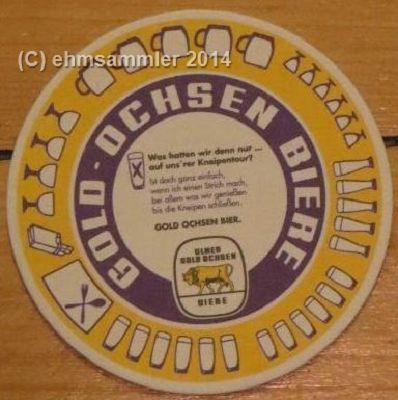 (C) ehmsammler 2014
GOLD·OCHSEN BIERE
Was hatten wir denn nur ...
auf uns'rer Kneipentour?
Ist doch ganz einfach,
wenn ich einen Strich mach,
bei allem was wir genießen
bis die Kneipen schließen.
GOLD OCHSEN BIER.
ULMER
GOLD OCHSEN
BIERE